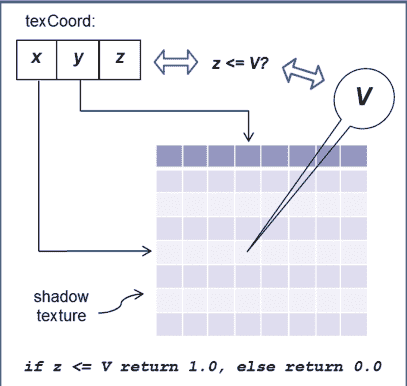 texCoord:
x y z
z <= V?
V
shadow
texture
if z <= V return 1.0, else return 0.0